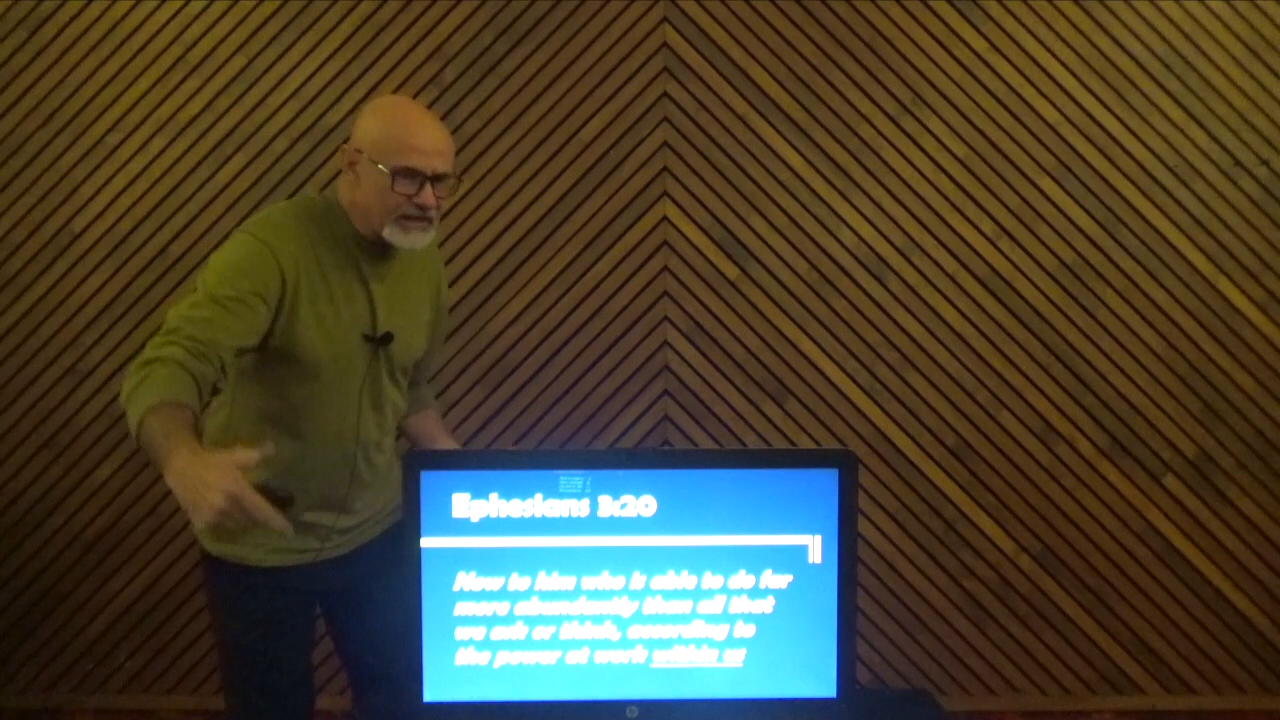 Ephesians 3:20
Now to him who is able to do far
more abundantly than all that
we ask or think, according to
the power at work within us
hp